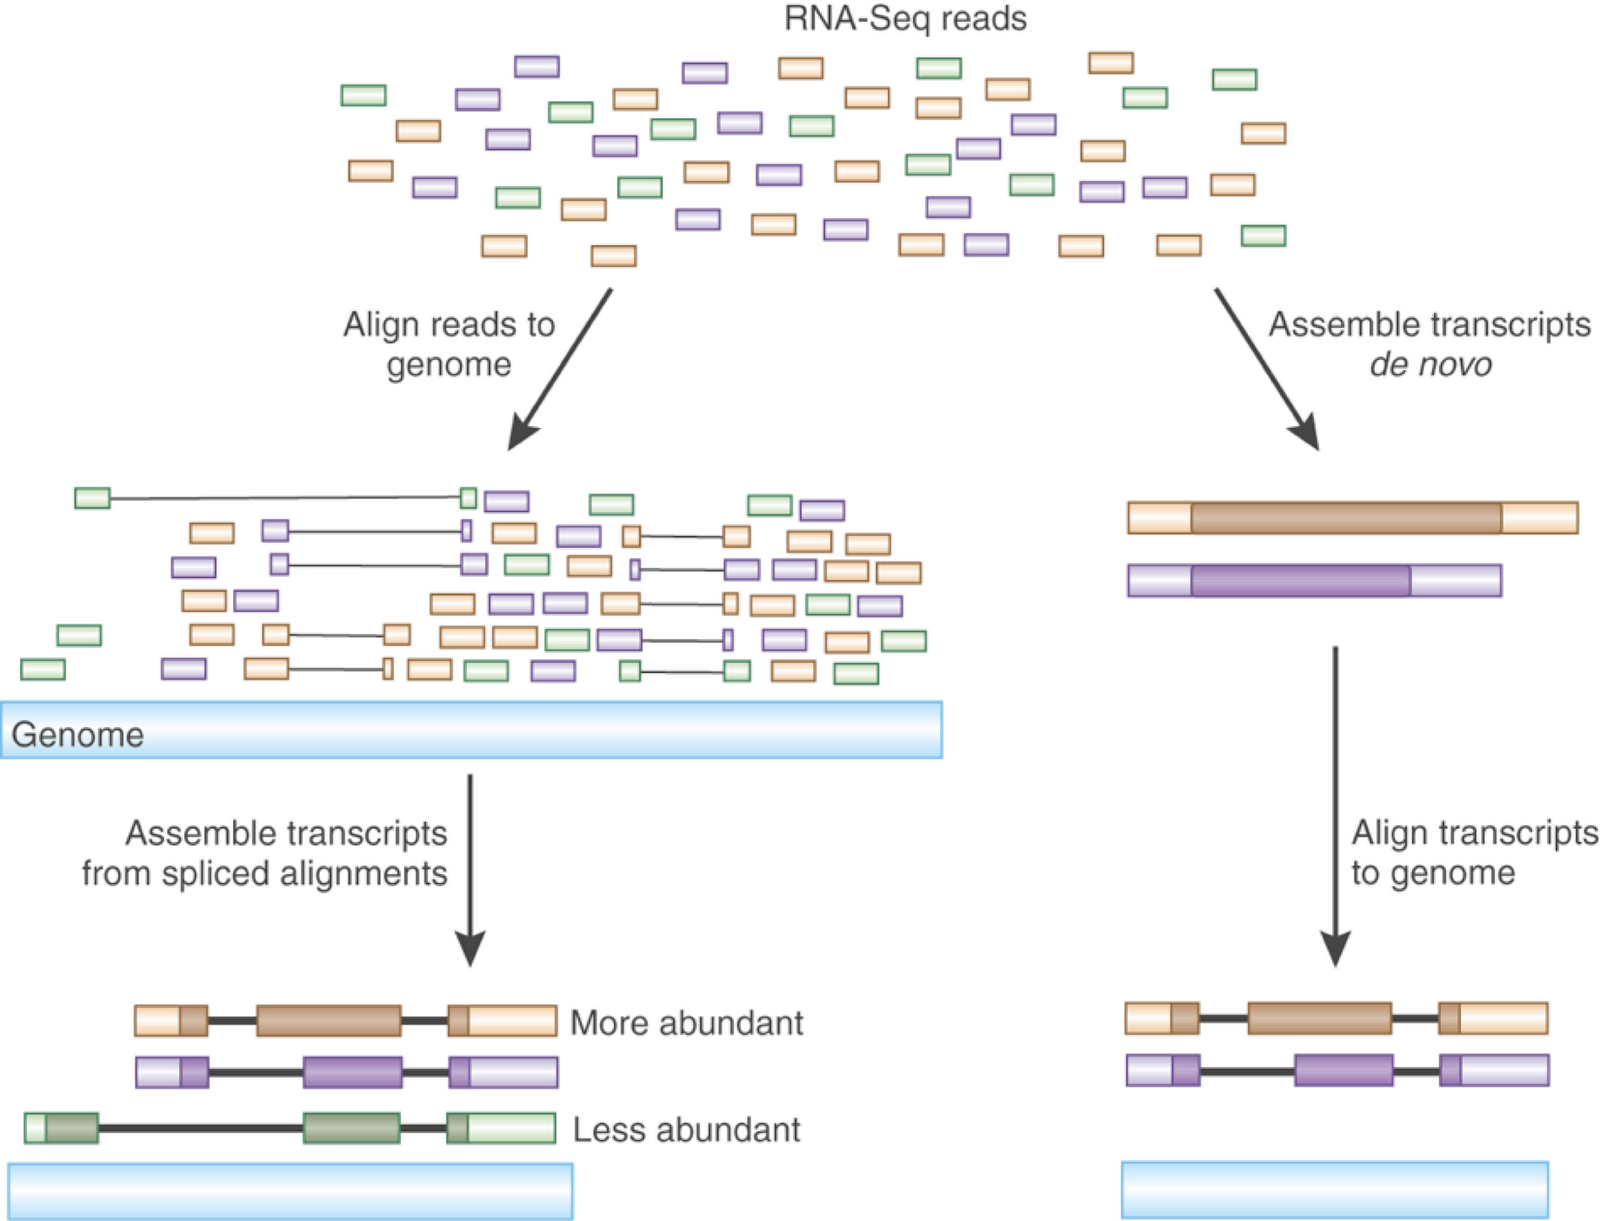 RNA-Seq reads
Align reads to
genome
Assemble transcripts
de novo
Genome
Assemble transcripts
from spliced alignments
Align transcripts
to genome
More abundant
Less abundant